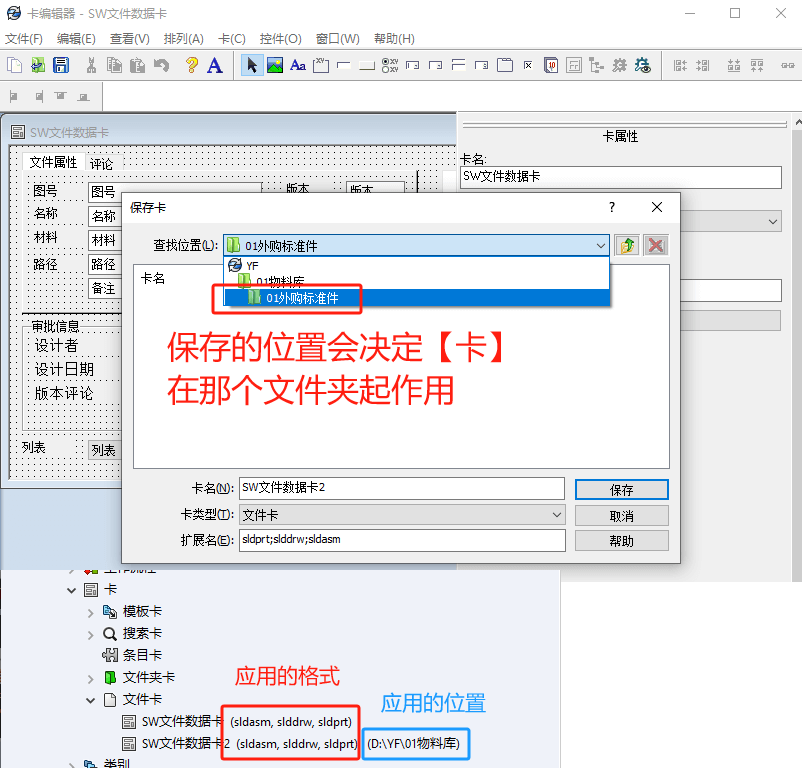 卡编辑器 - SW文件数据卡
文件(F) 编辑(E) 查看(V) 排列(A) 卡(C) 控件(O) 窗口(W) 帮助(H)
SW文件数据卡
文件属性 评论
图号 图号 版本 版本
名称 名称
材料 材料
路径 路径
备注
审批信息
设计者
设计日期
版本评论
列表 列表
卡属性
卡名:
SW文件数据卡
保存卡
查找位置(L): 01外购标准件
YF
01物料库
01外购标准件
卡名
保存的位置会决定【卡】
在那个文件夹起作用
卡名(N): SW文件数据卡2 保存
卡类型(T): 文件卡 取消
扩展名(E): sldprt;slddrw;sldasm 帮助
卡
模板卡
搜索卡
条目卡
文件夹卡
文件卡
应用的格式
应用的位置
SW文件数据卡 (sldasm, slddrw, sldprt)
SW文件数据卡2 (sldasm, slddrw, sldprt) (D:\YF\01物料库)
类别